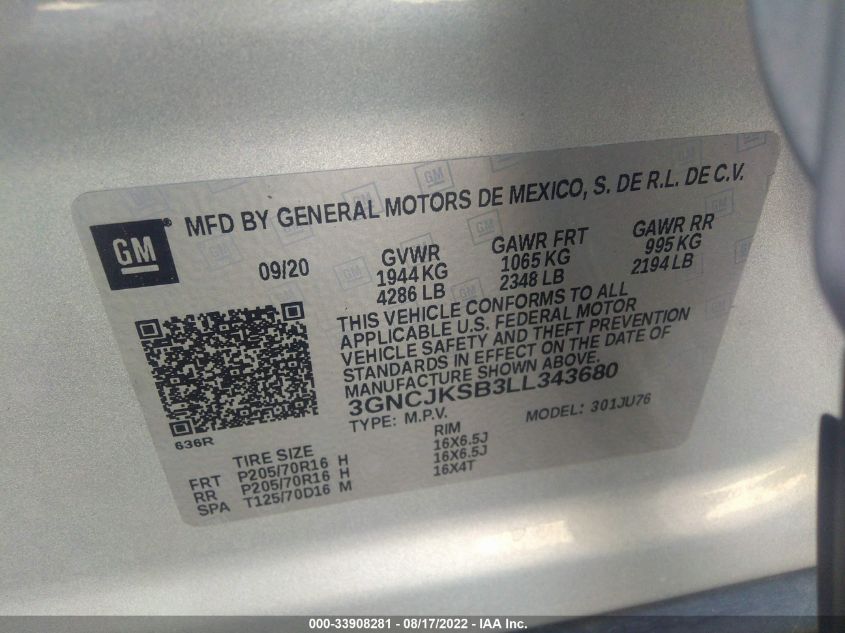 GM
®
MFD BY GENERAL MOTORS DE MEXICO, S. DE R.L. DE C.V.
09/20
GVWR
1944 KG
4286 LB
GAWR FRT
1065 KG
2348 LB
GAWR RR
995 KG
2194 LB
THIS VEHICLE CONFORMS TO ALL
APPLICABLE U.S. FEDERAL MOTOR
VEHICLE SAFETY AND THEFT PREVENTION
STANDARDS IN EFFECT ON THE DATE OF
MANUFACTURE SHOWN ABOVE.
3GNCJKSB3LL343680
TYPE: M.P.V.
MODEL: 301JU76
636R
TIRE SIZE
RIM
FRT P205/70R16 H 16X6.5J
RR P205/70R16 H 16X6.5J
SPA T125/70D16 M 16X4T
000-33908281 - 08/17/2022 - IAA Inc.